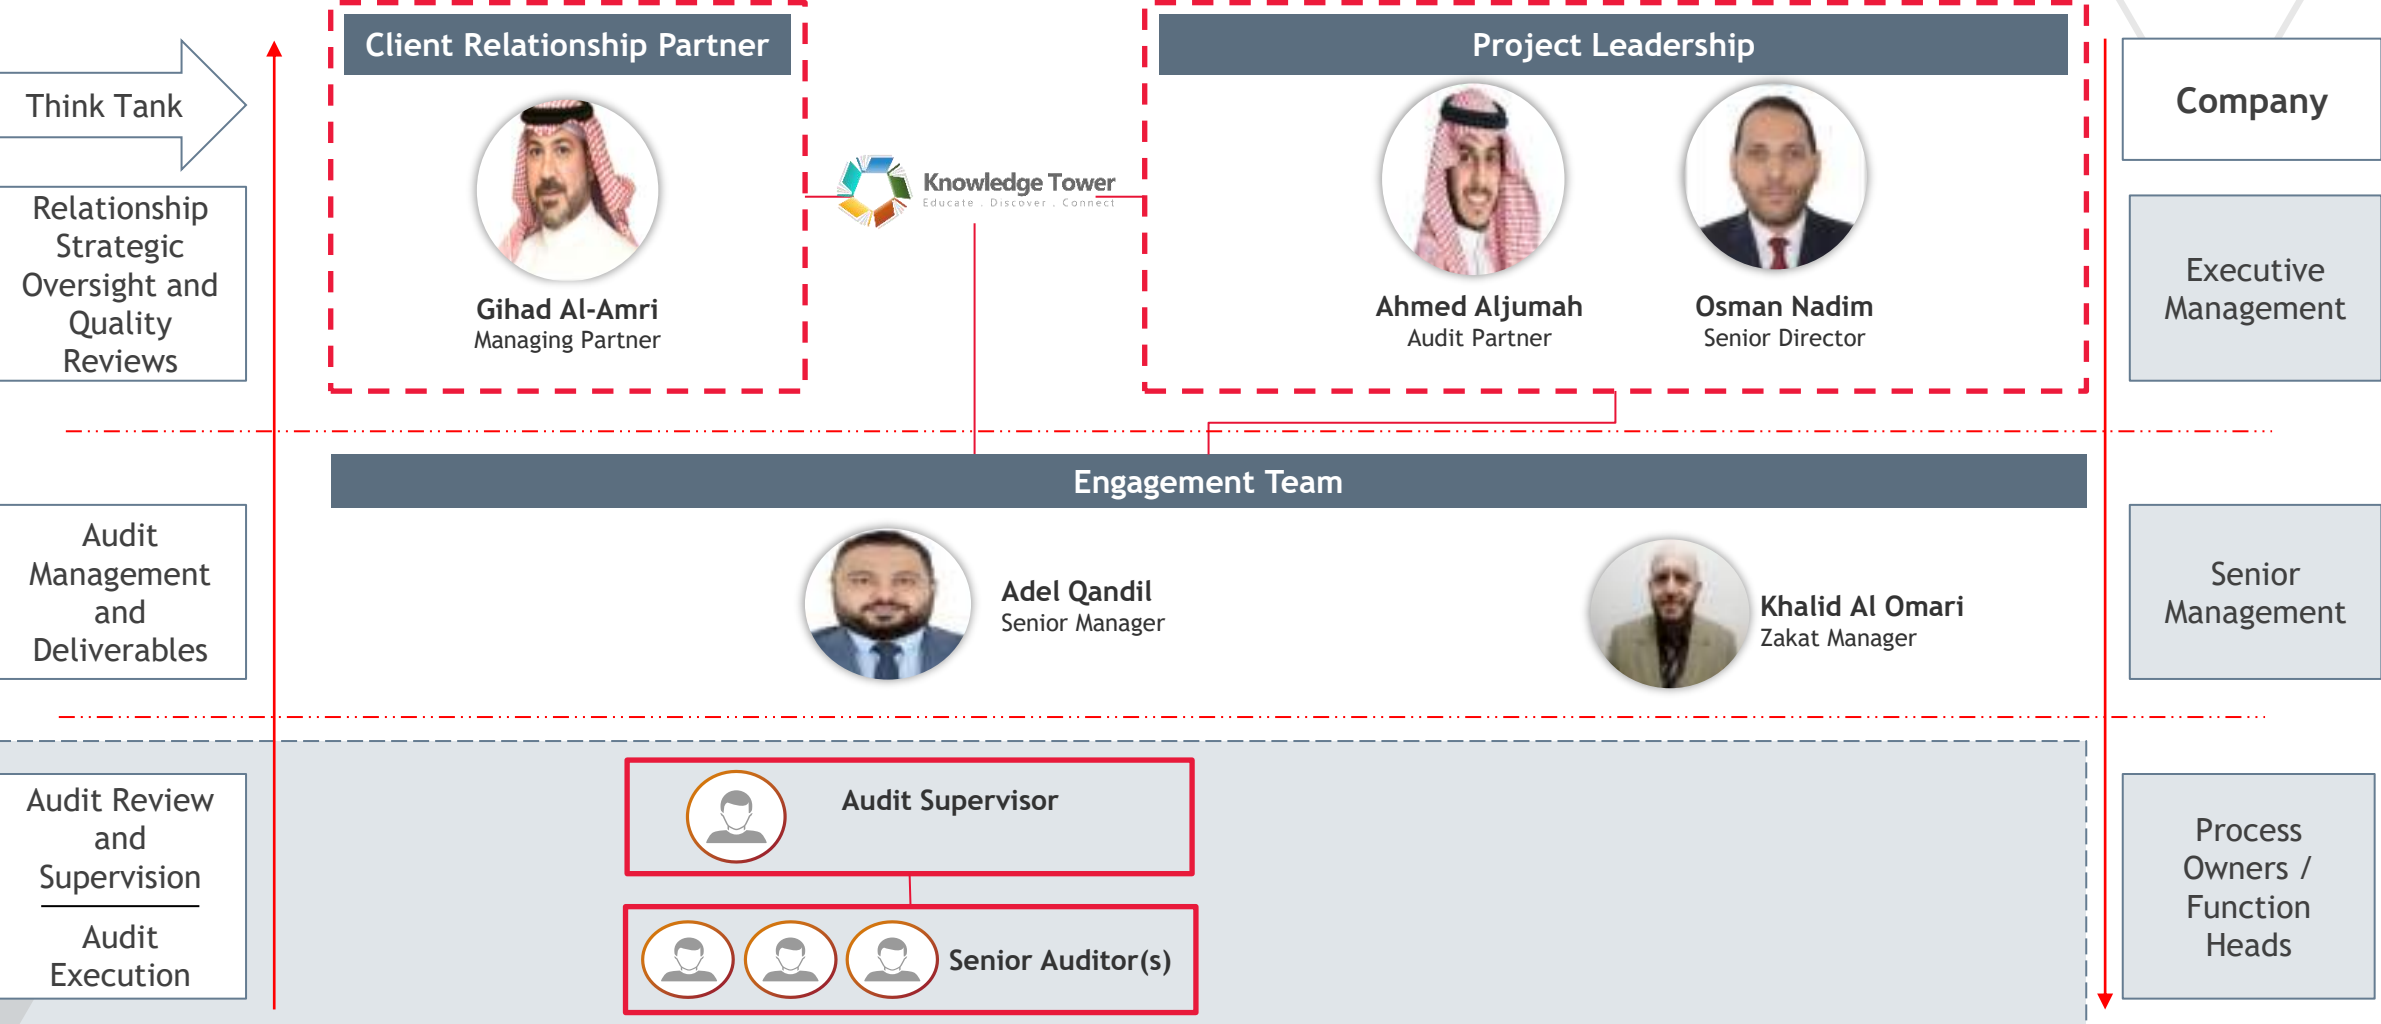 Client Relationship Partner
Project Leadership
Think Tank
Company
Knowledge Tower
Educate . Discover . Connect
Relationship
Strategic
Oversight and
Quality
Reviews
Gihad Al-Amri
Managing Partner
Ahmed Aljumah
Audit Partner
Osman Nadim
Senior Director
Executive
Management
Engagement Team
Audit
Management
and
Deliverables
Adel Qandil
Senior Manager
Khalid Al Omari
Zakat Manager
Senior
Management
Audit Review
and
Supervision
Audit
Execution
Audit Supervisor
Senior Auditor(s)
Process
Owners /
Function
Heads